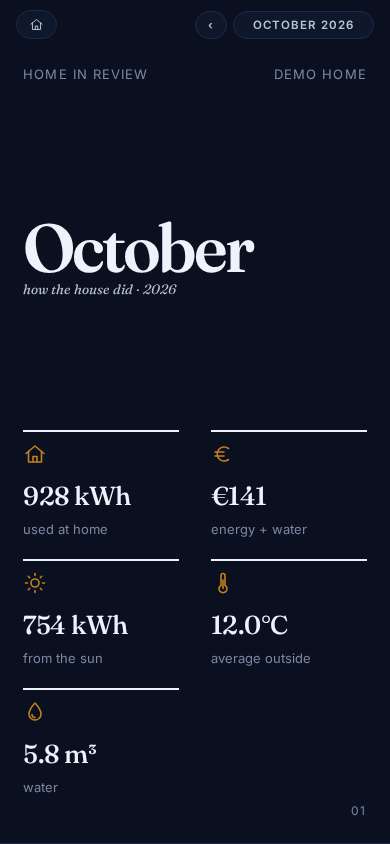 ‹
OCTOBER 2026
HOME IN REVIEW
DEMO HOME
October
how the house did · 2026
928 kWh
used at home
€141
energy + water
754 kWh
from the sun
12.0°C
average outside
5.8 m³
water
01